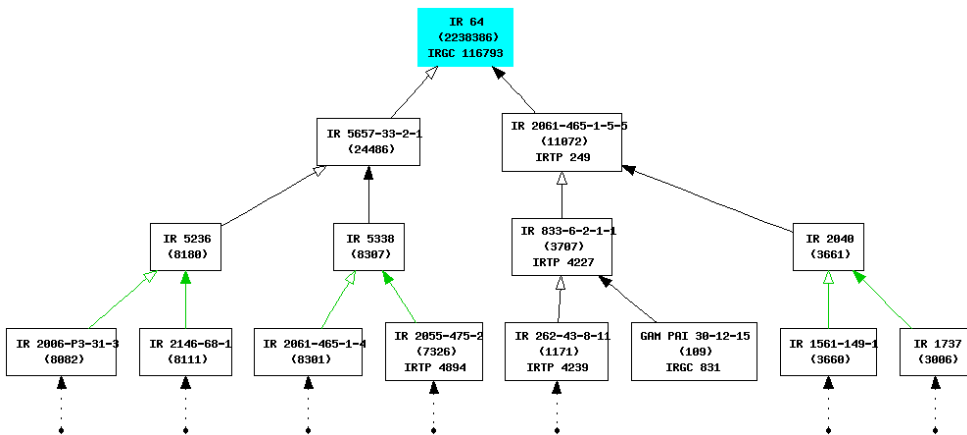 IR 64
(2238386)
IRGC 116793
IR 5657-33-2-1
(24486)
IR 2061-465-1-5-5
(11072)
IRTP 249
IR 5236
(8180)
IR 5338
(8307)
IR 833-6-2-1-1
(3707)
IRTP 4227
IR 2040
(3661)
IR 2006-P3-31-3
(8082)
IR 2146-68-1
(8111)
IR 2061-465-1-4
(8301)
IR 2055-475-2
(7326)
IRTP 4894
IR 262-43-8-11
(1171)
IRTP 4239
GAM PAI 30-12-15
(109)
IRGC 831
IR 1561-149-1
(3660)
IR 1737
(3006)